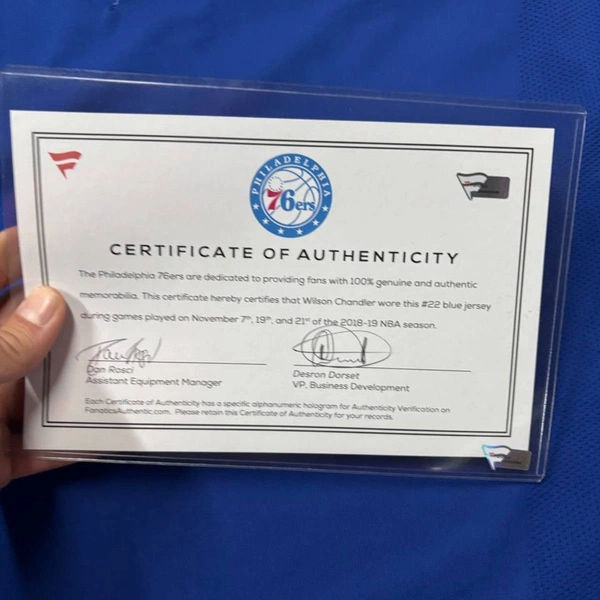 PHILADELPHIA
76ers
CERTIFICATE OF AUTHENTICITY
The Philadelphia 76ers are dedicated to providing fans with 100% genuine and authentic
memorabilia. This certificate hereby certifies that Wilson Chandler wore this #22 blue jersey
during games played on November 7th, 19th, and 21st of the 2018-19 NBA season.
Dan Rosci
Assistant Equipment Manager
Desron Dorset
VP, Business Development
Each Certificate of Authenticity has a specific alphanumeric hologram for Authenticity Verification on
FanaticsAuthentic.com. Please retain this Certificate of Authenticity for your records.